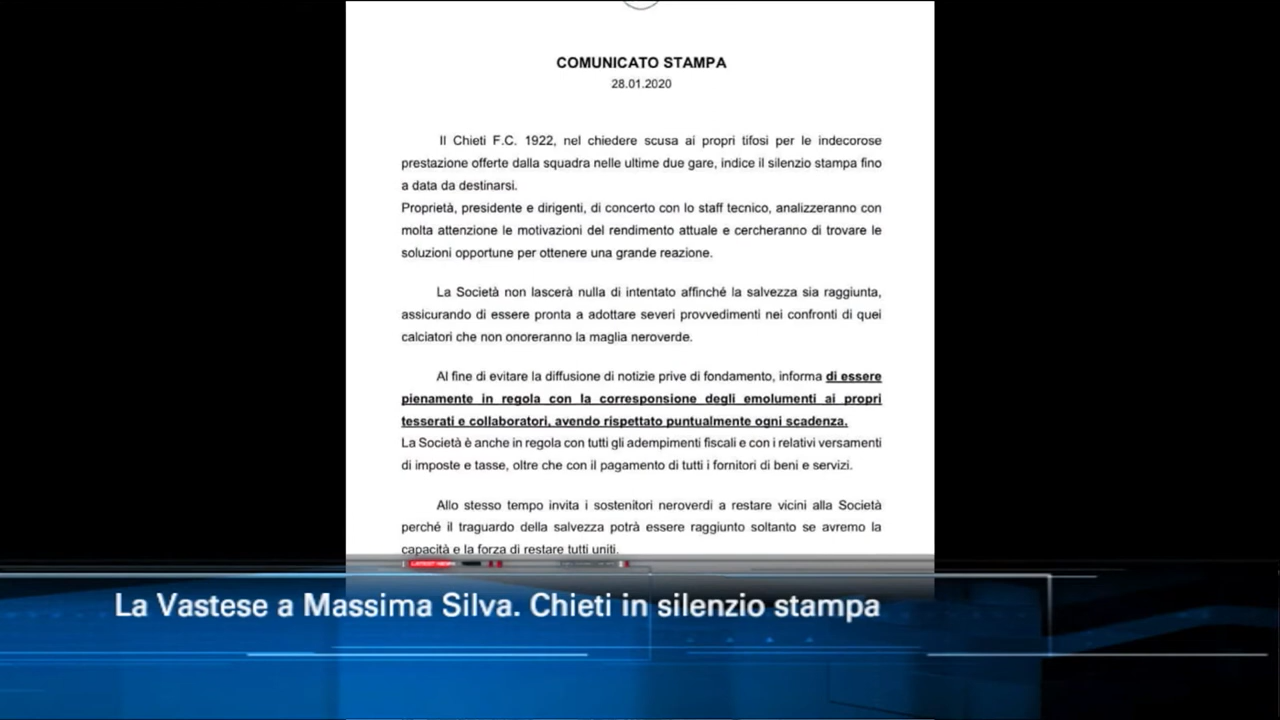 COMUNICATO STAMPA
28.01.2020
Il Chieti F.C. 1922, nel chiedere scusa ai propri tifosi per le indecorose
prestazione offerte dalla squadra nelle ultime due gare, indice il silenzio stampa fino
a data da destinarsi.
Proprietà, presidente e dirigenti, di concerto con lo staff tecnico, analizzeranno con
molta attenzione le motivazioni del rendimento attuale e cercheranno di trovare le
soluzioni opportune per ottenere una grande reazione.
La Società non lascerà nulla di intentato affinché la salvezza sia raggiunta,
assicurando di essere pronta a adottare severi provvedimenti nei confronti di quei
calciatori che non onoreranno la maglia neroverde.
Al fine di evitare la diffusione di notizie prive di fondamento, informa di essere
pienamente in regola con la corresponsione degli emolumenti ai propri
tesserati e collaboratori, avendo rispettato puntualmente ogni scadenza.
La Società è anche in regola con tutti gli adempimenti fiscali e con i relativi versamenti
di imposte e tasse, oltre che con il pagamento di tutti i fornitori di beni e servizi.
Allo stesso tempo invita i sostenitori neroverdi a restare vicini alla Società
perché il traguardo della salvezza potrà essere raggiunto soltanto se avremo la
capacità e la forza di restare tutti uniti.
LATEST NEWS
La Vastese a Massima Silva. Chieti in silenzio stampa